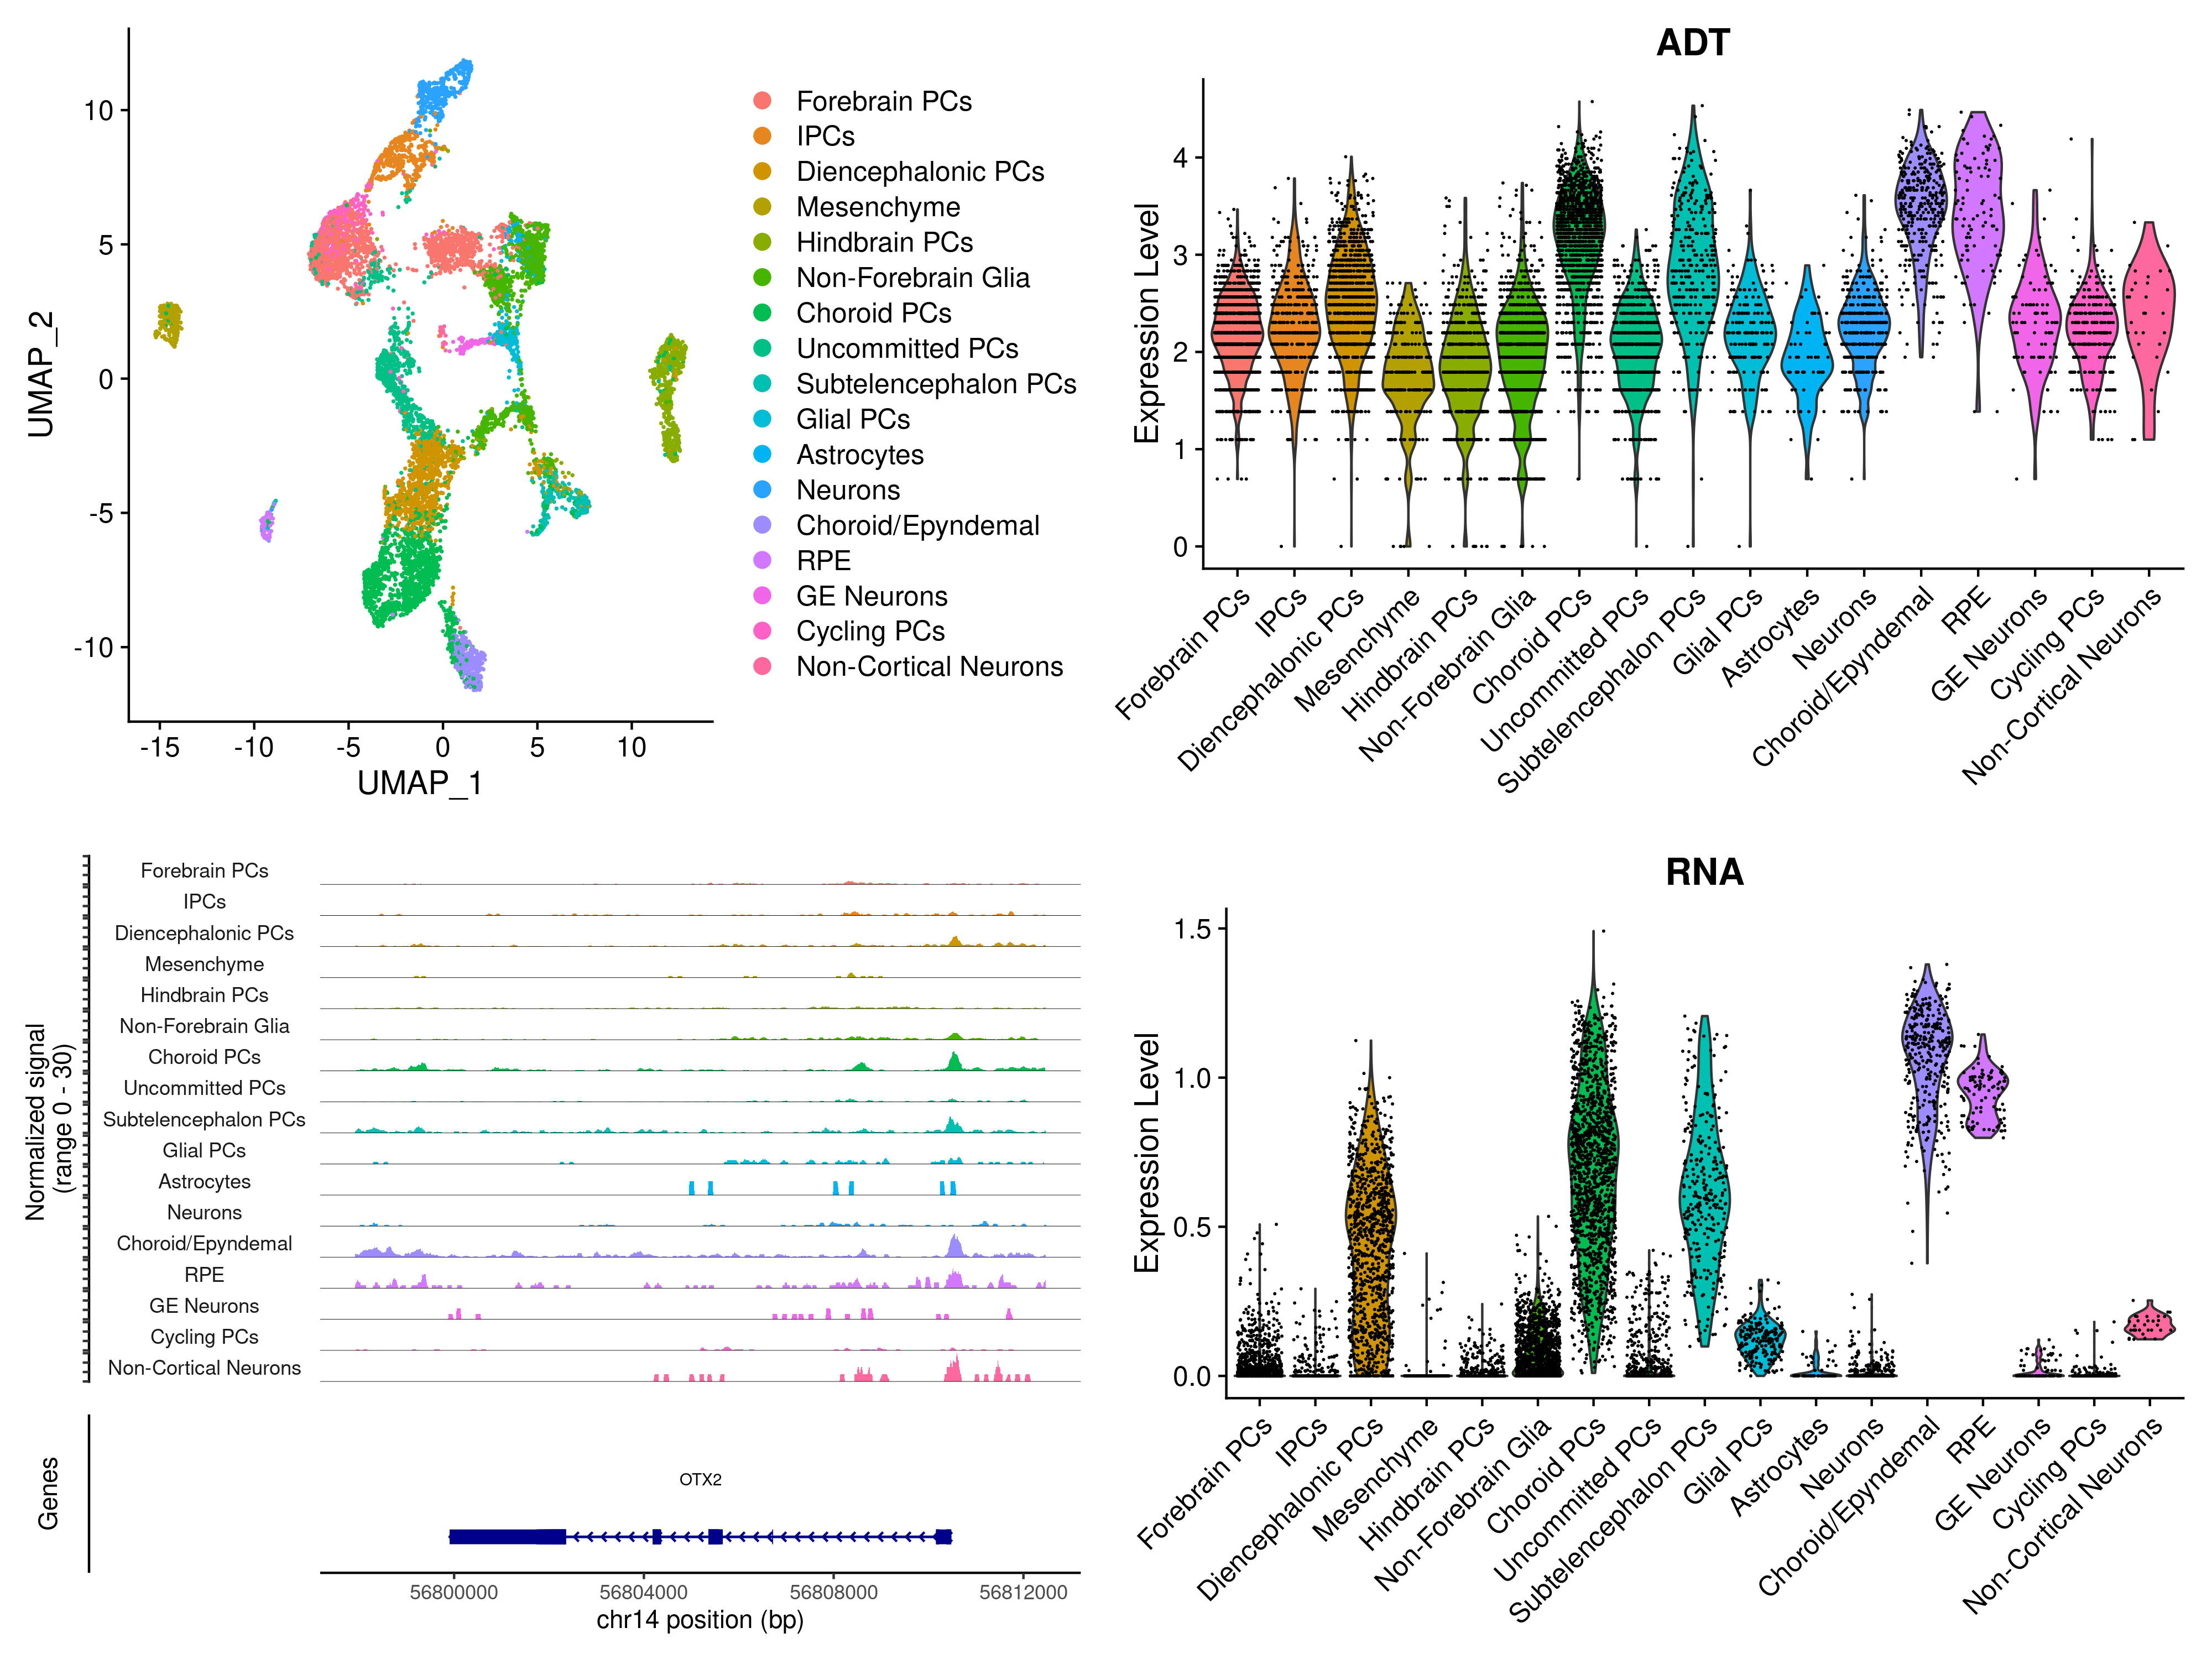 UMAP_2
10
5
0
-5
-10
-15
-10
-5
0
5
10
UMAP_1
Forebrain PCs
IPCs
Diencephalonic PCs
Mesenchyme
Hindbrain PCs
Non-Forebrain Glia
Choroid PCs
Uncommitted PCs
Subtelencephalon PCs
Glial PCs
Astrocytes
Neurons
Choroid/Epyndemal
RPE
GE Neurons
Cycling PCs
Non-Cortical Neurons
ADT
Expression Level
4
3
2
1
0
Forebrain PCs
IPCs
Diencephalonic PCs
Mesenchyme
Hindbrain PCs
Non-Forebrain Glia
Choroid PCs
Uncommitted PCs
Subtelencephalon PCs
Glial PCs
Astrocytes
Neurons
Choroid/Epyndemal
RPE
GE Neurons
Cycling PCs
Non-Cortical Neurons
Normalized signal
(range 0 - 30)
Forebrain PCs
IPCs
Diencephalonic PCs
Mesenchyme
Hindbrain PCs
Non-Forebrain Glia
Choroid PCs
Uncommitted PCs
Subtelencephalon PCs
Glial PCs
Astrocytes
Neurons
Choroid/Epyndemal
RPE
GE Neurons
Cycling PCs
Non-Cortical Neurons
Genes
OTX2
56800000
56804000
56808000
56812000
chr14 position (bp)
RNA
Expression Level
1.5
1.0
0.5
0.0
Forebrain PCs
IPCs
Diencephalonic PCs
Mesenchyme
Hindbrain PCs
Non-Forebrain Glia
Choroid PCs
Uncommitted PCs
Subtelencephalon PCs
Glial PCs
Astrocytes
Neurons
Choroid/Epyndemal
RPE
GE Neurons
Cycling PCs
Non-Cortical Neurons